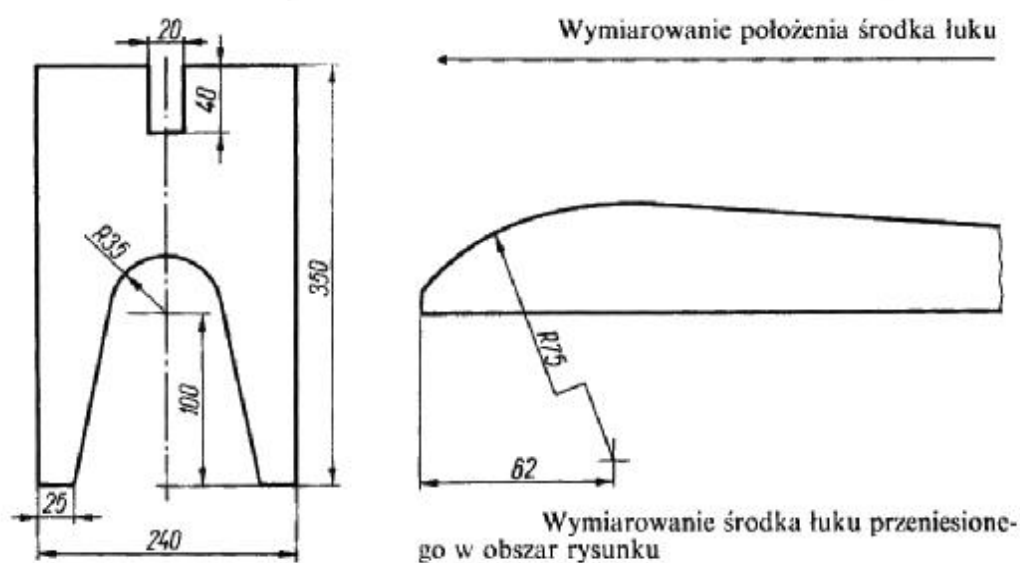 20
Wymiarowanie położenia środka łuku
40
R35
350
100
R75
25
62
240
Wymiarowanie środka łuku przeniesione-
go w obszar rysunku